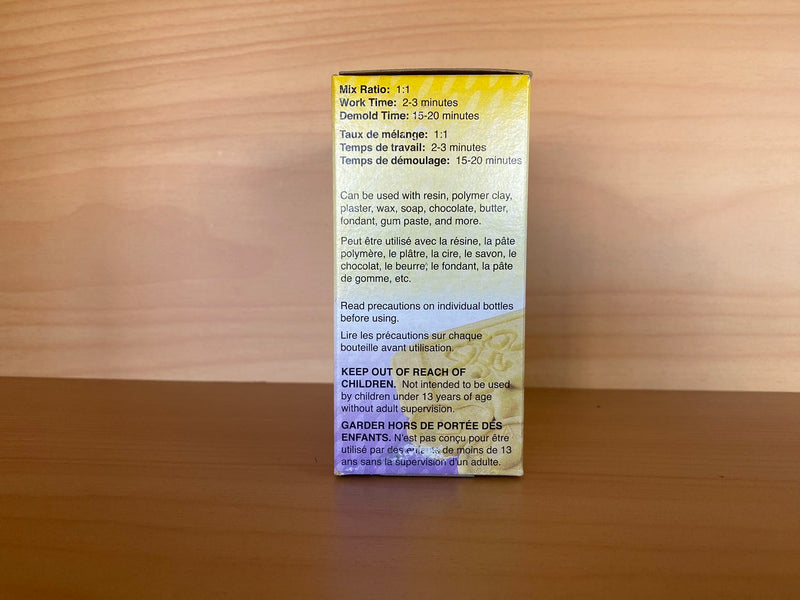 Mix Ratio: 1:1
Work Time: 2-3 minutes
Demold Time: 15-20 minutes
Taux de mélange: 1:1
Temps de travail: 2-3 minutes
Temps de démoulage: 15-20 minutes
Can be used with resin, polymer clay,
plaster, wax, soap, chocolate, butter,
fondant, gum paste, and more.
Peut être utilisé avec la résine, la pâte
polymère, le plâtre, la cire, le savon, le
chocolat, le beurre, le fondant, la pâte
de gomme, etc.
Read precautions on individual bottles
before using.
Lire les précautions sur chaque
bouteille avant utilisation.
KEEP OUT OF REACH OF
CHILDREN. Not intended to be used
by children under 13 years of age
without adult supervision.
GARDER HORS DE PORTÉE DES
ENFANTS. N'est pas conçu pour être
utilisé par des enfants de moins de 13
ans sans la supervision d'un adulte.